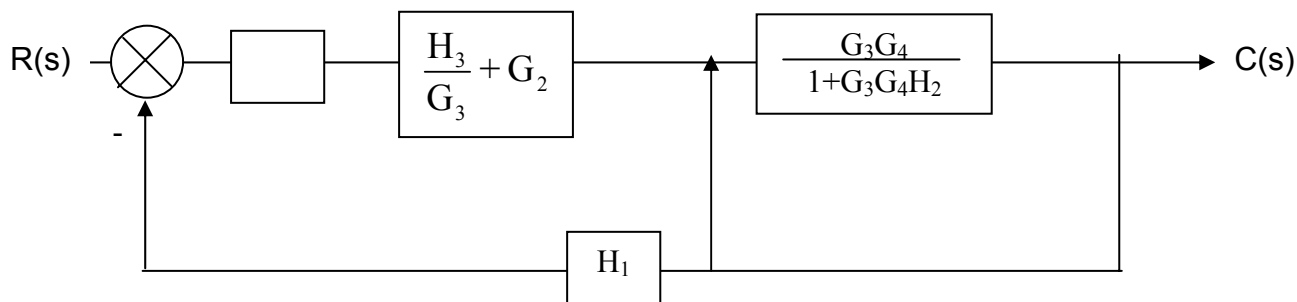 R(s)
H₃
G₃
+ G₂
G₃G₄
1+G₃G₄H₂
C(s)
-
H₁